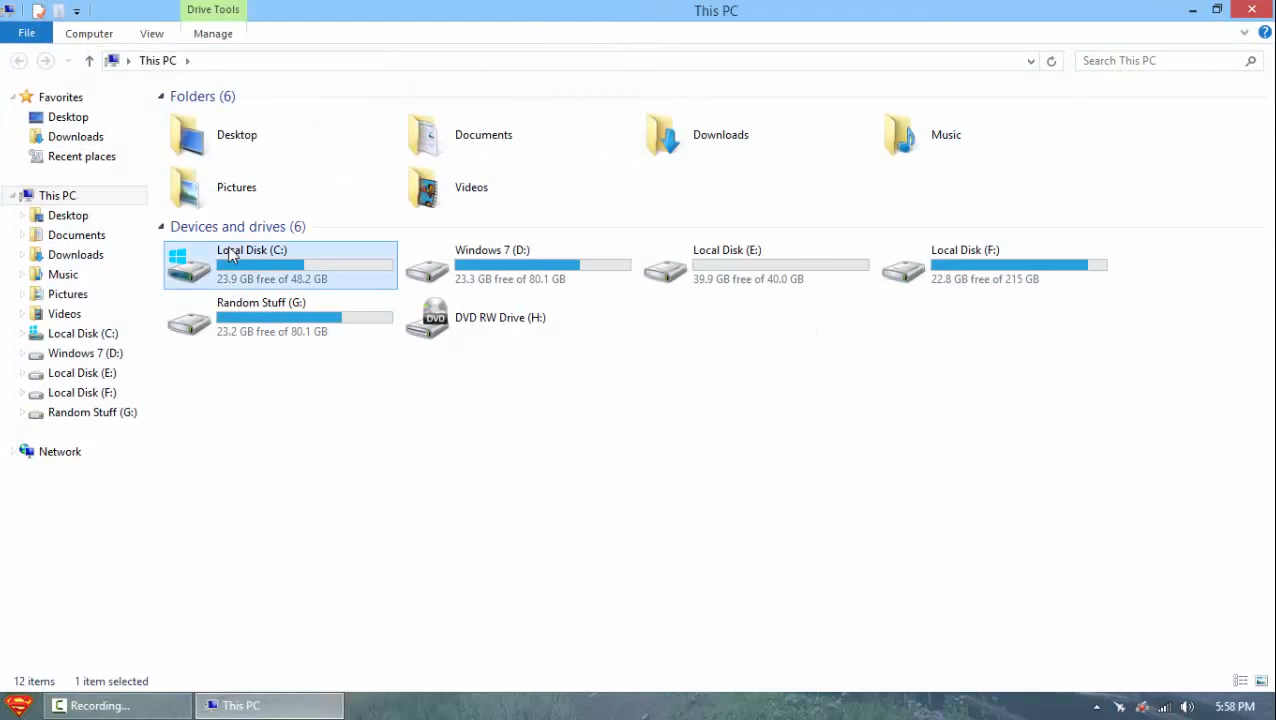 Drive Tools
This PC
File
Computer
View
Manage
This PC
Search This PC
Favorites
Desktop
Downloads
Recent places
This PC
Desktop
Documents
Downloads
Music
Pictures
Videos
Local Disk (C:)
Windows 7 (D:)
Local Disk (E:)
Local Disk (F:)
Random Stuff (G:)
Network
Folders (6)
Desktop
Documents
Downloads
Music
Pictures
Videos
Devices and drives (6)
Local Disk (C:)
23.9 GB free of 48.2 GB
Windows 7 (D:)
23.3 GB free of 80.1 GB
Local Disk (E:)
39.9 GB free of 40.0 GB
Local Disk (F:)
22.8 GB free of 215 GB
Random Stuff (G:)
23.2 GB free of 80.1 GB
DVD
DVD RW Drive (H:)
12 items
1 item selected
Recording...
This PC
5:58 PM